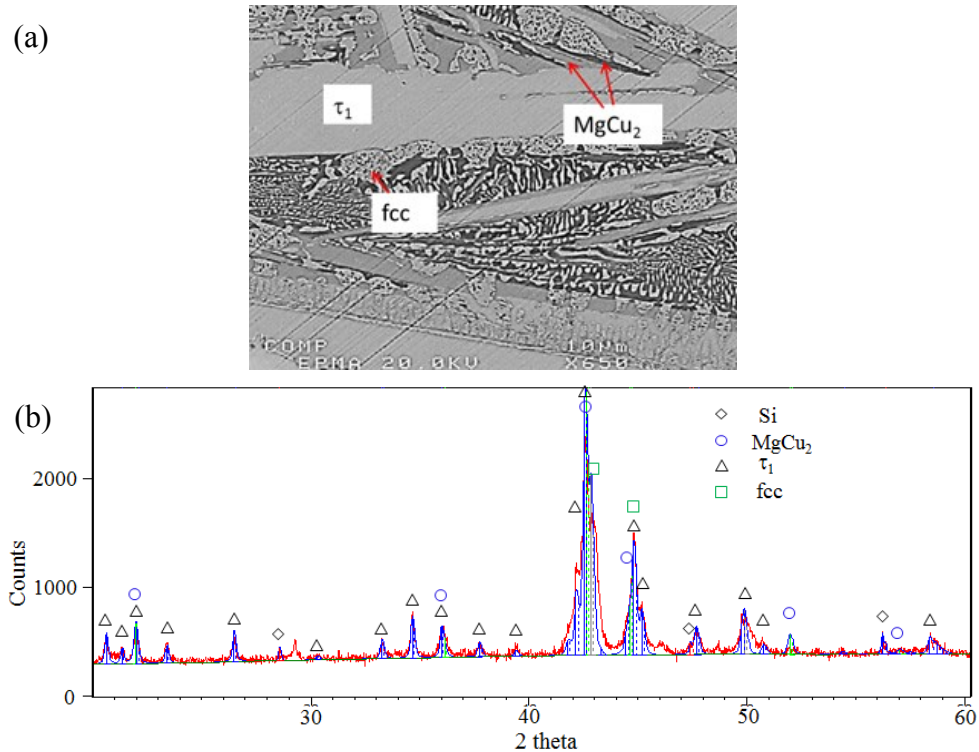 (a)
τ₁
MgCu₂
fcc
COMP 10μm
EPMA 20.0KV X650
(b)
Si
MgCu₂
τ₁
fcc
Counts
2000
1000
0
30 40 50 60
2 theta